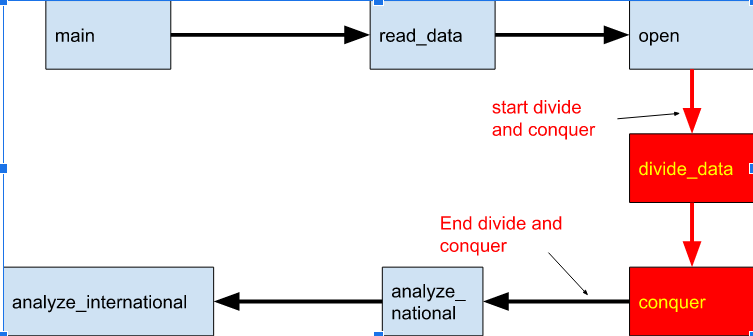 main
read_data
open
start divide
and conquer
divide_data
End divide and
conquer
analyze_international
analyze_
national
conquer